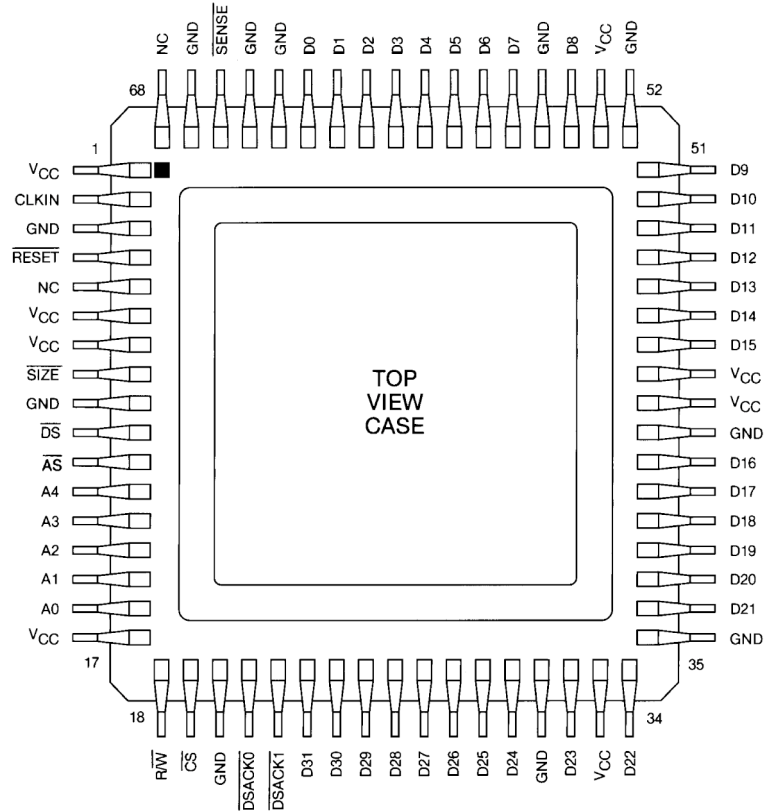 NC GND SENSE GND GND D0 D1 D2 D3 D4 D5 D6 D7 GND D8 VCC GND
68 52
1 51
VCC D9
CLKIN D10
GND D11
RESET D12
NC D13
VCC D14
VCC D15
SIZE VCC
GND VCC
DS GND
AS D16
A4 D17
A3 D18
A2 D19
A1 D20
A0 D21
VCC GND
TOP
VIEW
CASE
17 35
18 34
R/W CS GND DSACK0 DSACK1 D31 D30 D29 D28 D27 D26 D25 D24 GND D23 VCC D22